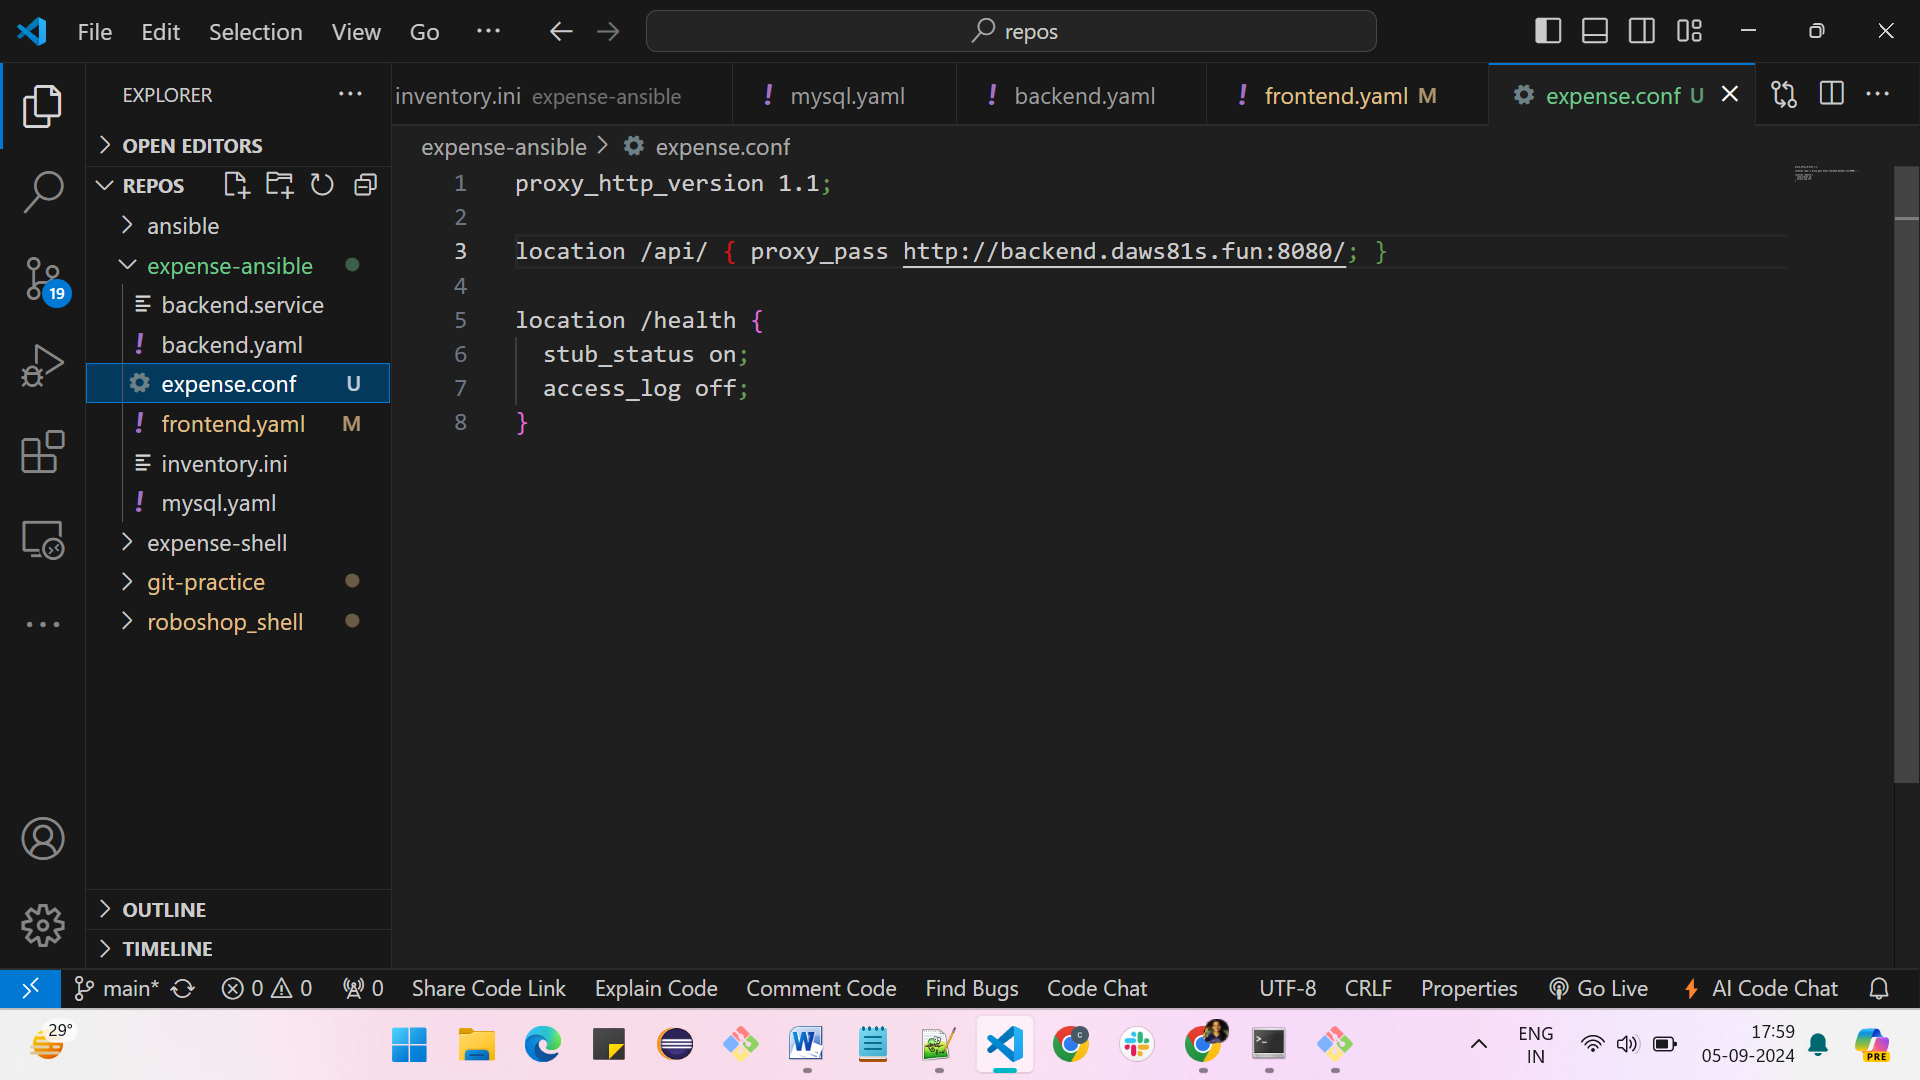 File Edit Selection View Go ···
repos
EXPLORER
OPEN EDITORS
REPOS
ansible
expense-ansible
backend.service
backend.yaml
expense.conf U
frontend.yaml M
inventory.ini
mysql.yaml
expense-shell
git-practice
roboshop_shell
OUTLINE
TIMELINE
19
inventory.ini expense-ansible
mysql.yaml
backend.yaml
frontend.yaml M
expense.conf U
expense-ansible > expense.conf
1 proxy_http_version 1.1;
2
3 location /api/ { proxy_pass http://backend.daws81s.fun:8080/; }
4
5 location /health {
6 stub_status on;
7 access_log off;
8 }
main* 0 0 0 Share Code Link Explain Code Comment Code Find Bugs Code Chat UTF-8 CRLF Properties Go Live AI Code Chat
29°
ENG
IN
17:59
05-09-2024
PRE